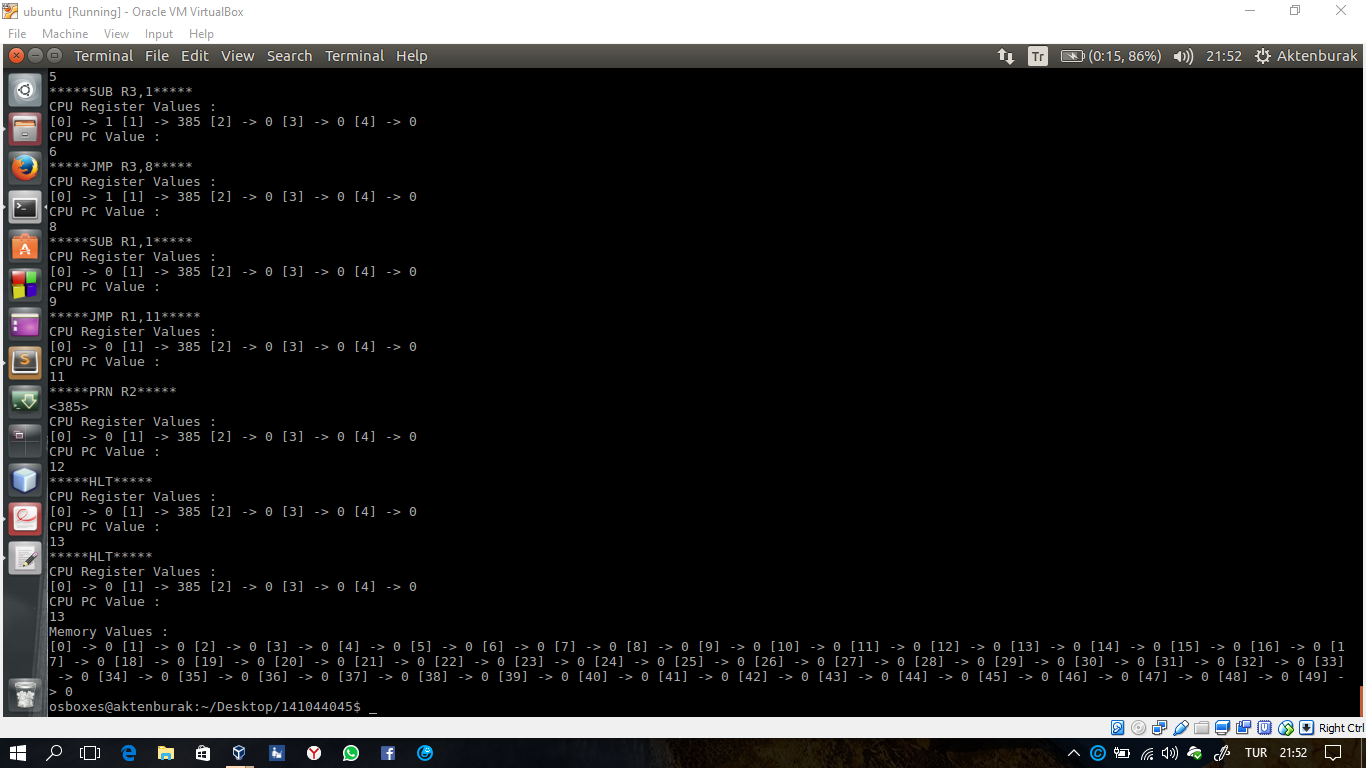 ubuntu [Running] - Oracle VM VirtualBox
File Machine View Input Help
Terminal File Edit View Search Terminal Help Tr (0:15, 86%) 21:52 Aktenburak
5
*****SUB R3,1*****
CPU Register Values :
[0] -> 1 [1] -> 385 [2] -> 0 [3] -> 0 [4] -> 0
CPU PC Value :
6
*****JMP R3,8*****
CPU Register Values :
[0] -> 1 [1] -> 385 [2] -> 0 [3] -> 0 [4] -> 0
CPU PC Value :
8
*****SUB R1,1*****
CPU Register Values :
[0] -> 0 [1] -> 385 [2] -> 0 [3] -> 0 [4] -> 0
CPU PC Value :
9
*****JMP R1,11*****
CPU Register Values :
[0] -> 0 [1] -> 385 [2] -> 0 [3] -> 0 [4] -> 0
CPU PC Value :
11
*****PRN R2*****
<385>
CPU Register Values :
[0] -> 0 [1] -> 385 [2] -> 0 [3] -> 0 [4] -> 0
CPU PC Value :
12
*****HLT*****
CPU Register Values :
[0] -> 0 [1] -> 385 [2] -> 0 [3] -> 0 [4] -> 0
CPU PC Value :
13
*****HLT*****
CPU Register Values :
[0] -> 0 [1] -> 385 [2] -> 0 [3] -> 0 [4] -> 0
CPU PC Value :
13
Memory Values :
[0] -> 0 [1] -> 0 [2] -> 0 [3] -> 0 [4] -> 0 [5] -> 0 [6] -> 0 [7] -> 0 [8] -> 0 [9] -> 0 [10] -> 0 [11] -> 0 [12] -> 0 [13] -> 0 [14] -> 0 [15] -> 0 [16] -> 0 [1
7] -> 0 [18] -> 0 [19] -> 0 [20] -> 0 [21] -> 0 [22] -> 0 [23] -> 0 [24] -> 0 [25] -> 0 [26] -> 0 [27] -> 0 [28] -> 0 [29] -> 0 [30] -> 0 [31] -> 0 [32] -> 0 [33]
-> 0 [34] -> 0 [35] -> 0 [36] -> 0 [37] -> 0 [38] -> 0 [39] -> 0 [40] -> 0 [41] -> 0 [42] -> 0 [43] -> 0 [44] -> 0 [45] -> 0 [46] -> 0 [47] -> 0 [48] -> 0 [49] -
> 0
osboxes@aktenburak:~/Desktop/141044045$ _
Right Ctrl
TUR 21:52